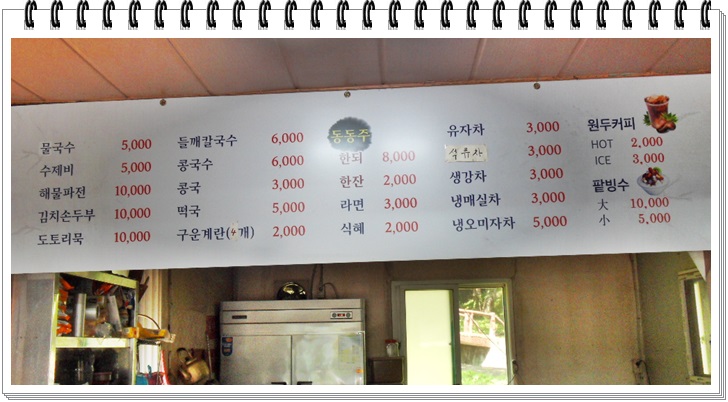 물국수 5,000
수제비 5,000
해물파전 10,000
김치손두부 10,000
도토리묵 10,000
들깨칼국수 6,000
콩국수 6,000
콩국 3,000
떡국 5,000
구운계란(4개) 2,000
동동주
한되 8,000
한잔 2,000
라면 3,000
식혜 2,000
유자차 3,000
석류차 3,000
생강차 3,000
냉매실차 3,000
냉오미자차 5,000
원두커피
HOT 2,000
ICE 3,000
팥빙수
大 10,000
小 5,000